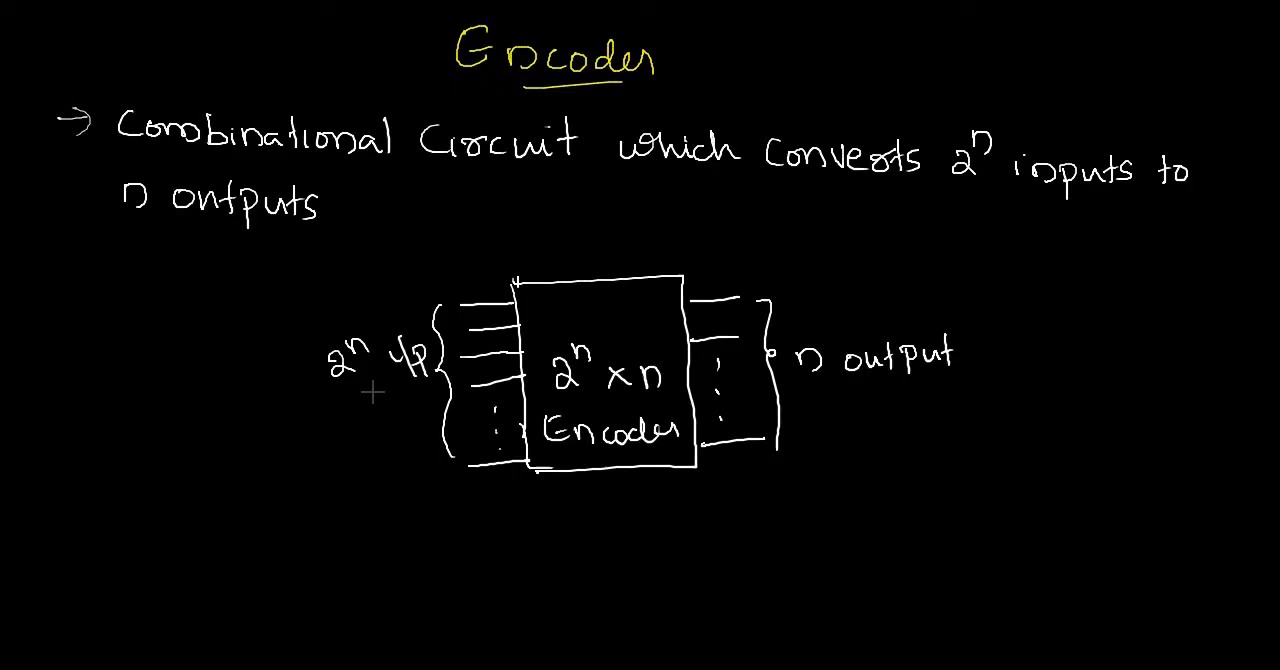 Encoder
→ Combinational Circuit which converts 2ⁿ inputs to
n outputs
2ⁿ i/p
2ⁿ x n
Encoder
n output